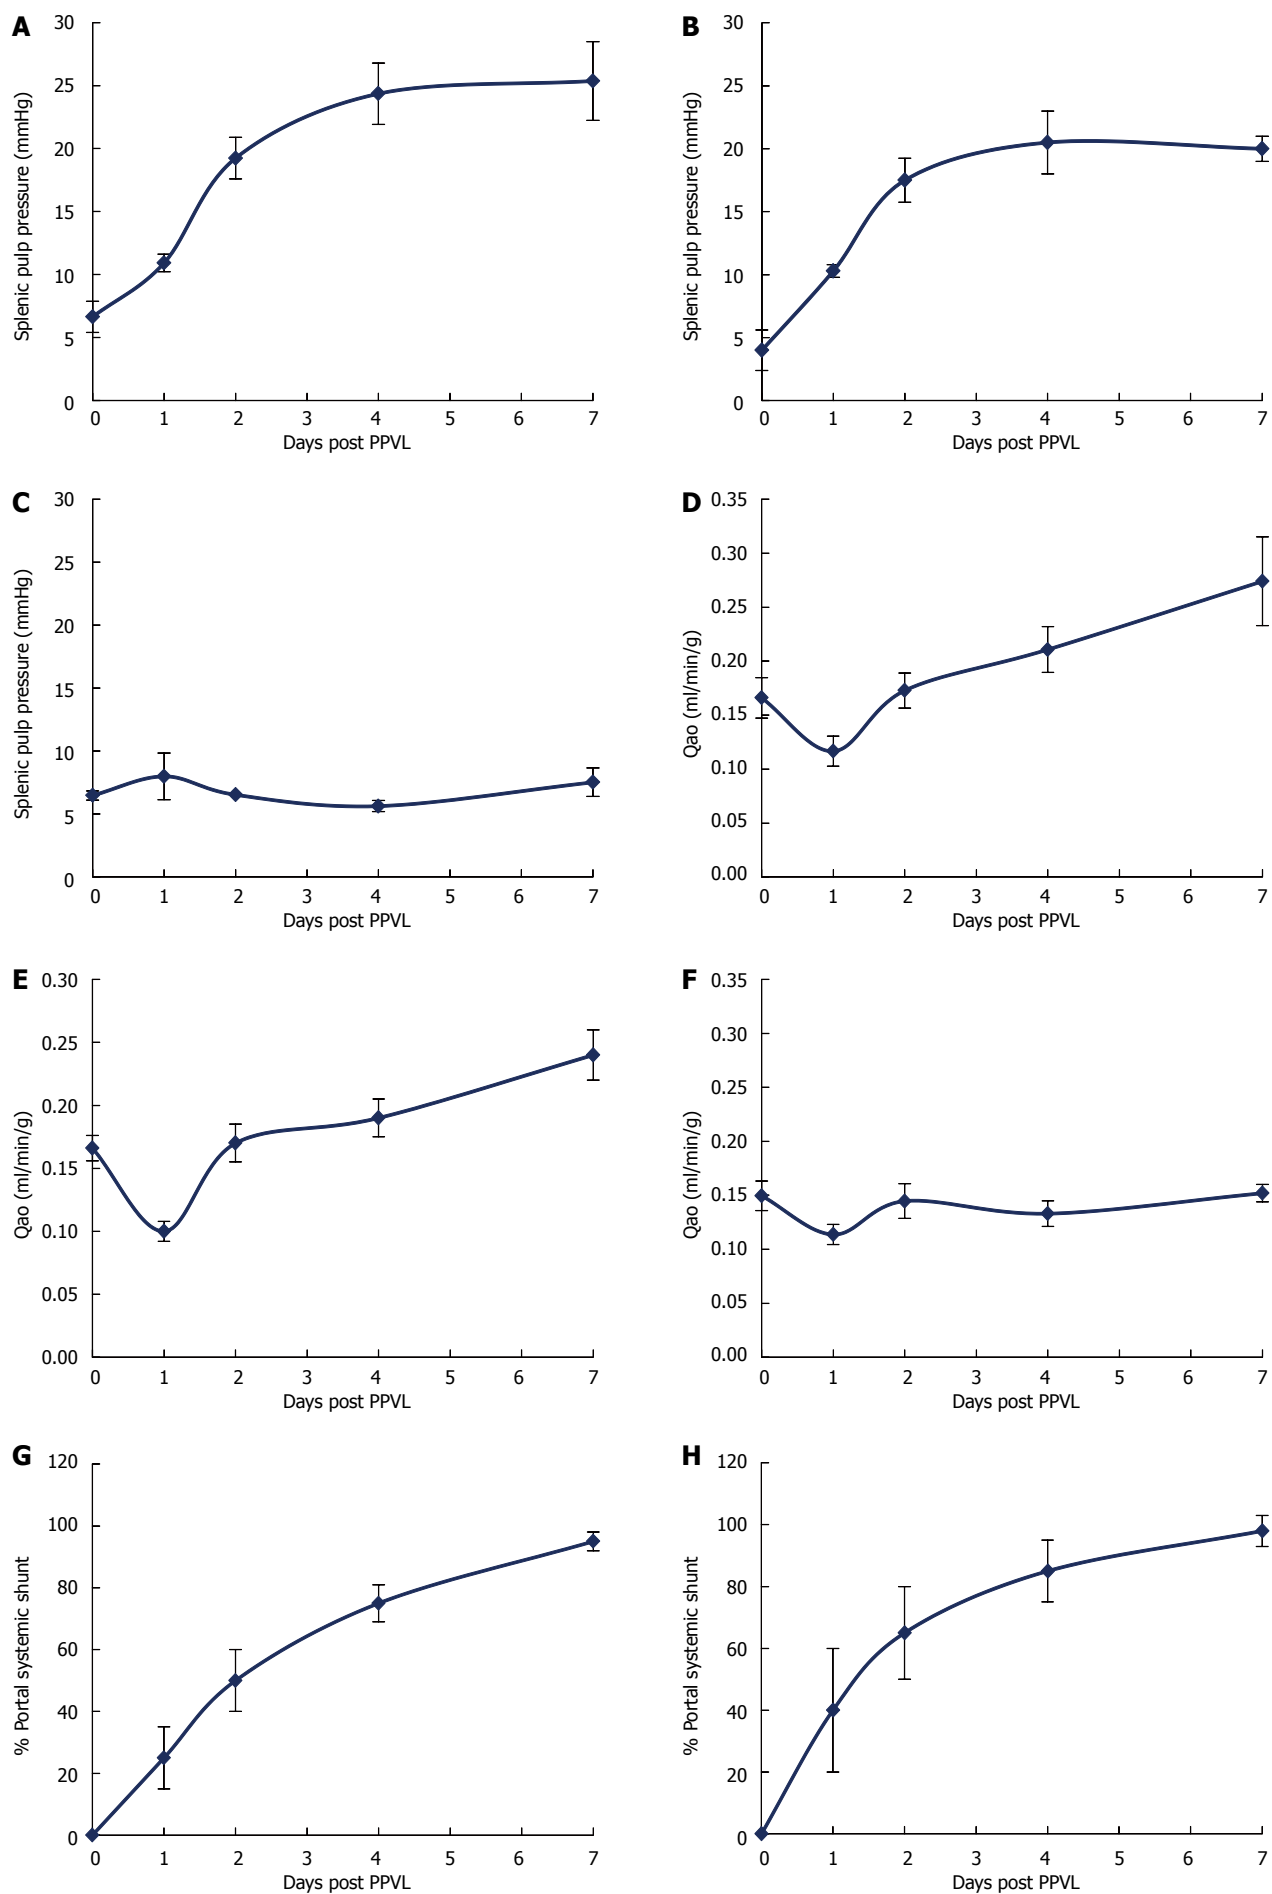 A
Splenic pulp pressure (mmHg)
30
25
20
15
10
5
0
0 1 2 3 4 5 6 7
Days post PPVL
B
Splenic pulp pressure (mmHg)
30
25
20
15
10
5
0
0 1 2 3 4 5 6 7
Days post PPVL
C
Splenic pulp pressure (mmHg)
30
25
20
15
10
5
0
0 1 2 3 4 5 6 7
Days post PPVL
D
Qao (ml/min/g)
0.35
0.30
0.25
0.20
0.15
0.10
0.05
0.00
0 1 2 3 4 5 6 7
Days post PPVL
E
Qao (ml/min/g)
0.30
0.25
0.20
0.15
0.10
0.05
0.00
0 1 2 3 4 5 6 7
Days post PPVL
F
Qao (ml/min/g)
0.35
0.30
0.25
0.20
0.15
0.10
0.05
0.00
0 1 2 3 4 5 6 7
Days post PPVL
G
% Portal systemic shunt
120
100
80
60
40
20
0
0 1 2 3 4 5 6 7
Days post PPVL
H
% Portal systemic shunt
120
100
80
60
40
20
0
0 1 2 3 4 5 6 7
Days post PPVL